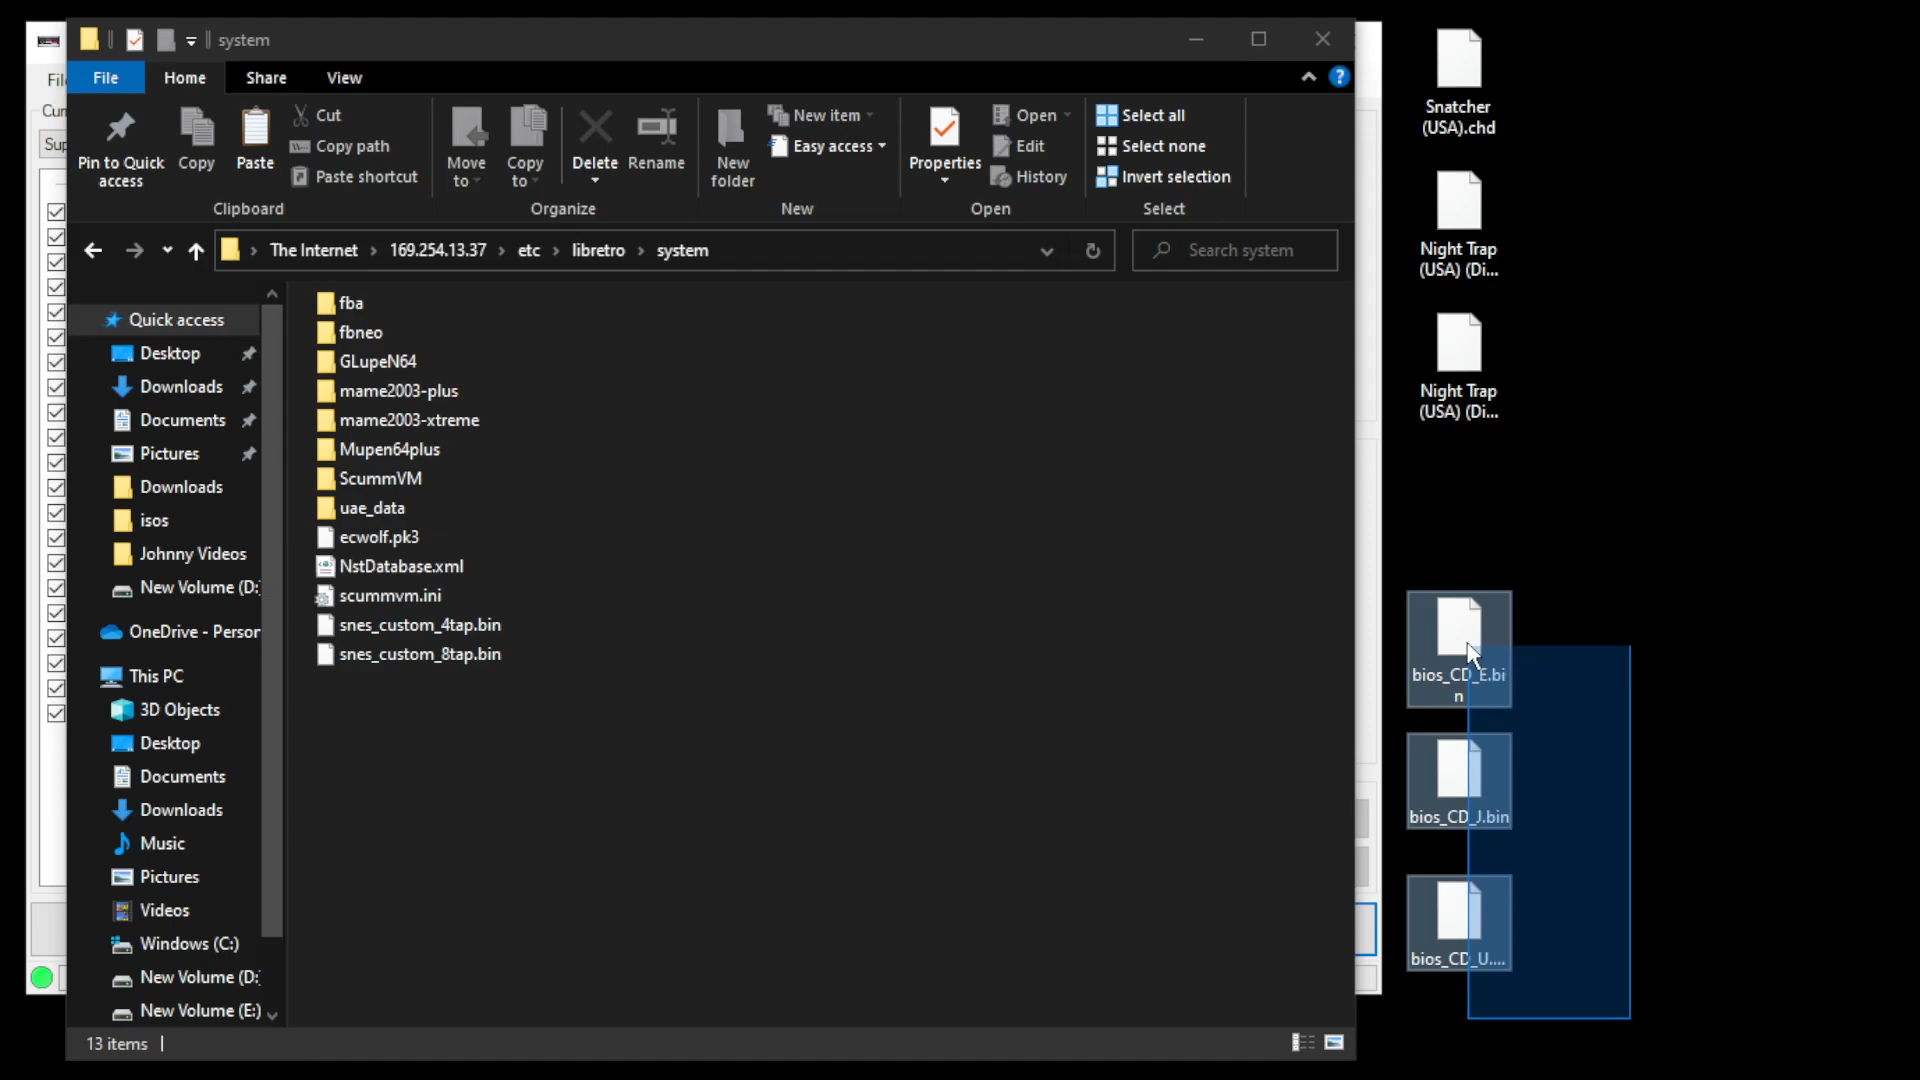 system
File
Home
Share
View
Pin to Quick
access
Copy
Paste
Cut
Copy path
Paste shortcut
Move
to
Copy
to
Delete
Rename
New
folder
New item
Easy access
Properties
Open
Edit
History
Select all
Select none
Invert selection
Clipboard
Organize
New
Open
Select
The Internet
169.254.13.37
etc
libretro
system
Search system
Quick access
Desktop
Downloads
Documents
Pictures
Downloads
isos
Johnny Videos
New Volume (D:
OneDrive - Person
This PC
3D Objects
Desktop
Documents
Downloads
Music
Pictures
Videos
Windows (C:)
New Volume (D:
New Volume (E:)
fba
fbneo
GLupeN64
mame2003-plus
mame2003-xtreme
Mupen64plus
ScummVM
uae_data
ecwolf.pk3
NstDatabase.xml
scummvm.ini
snes_custom_4tap.bin
snes_custom_8tap.bin
13 items
Snatcher
(USA).chd
Night Trap
(USA) (Di...
Night Trap
(USA) (Di...
bios_CD_E.bi
n
bios_CD_J.bin
bios_CD_U....